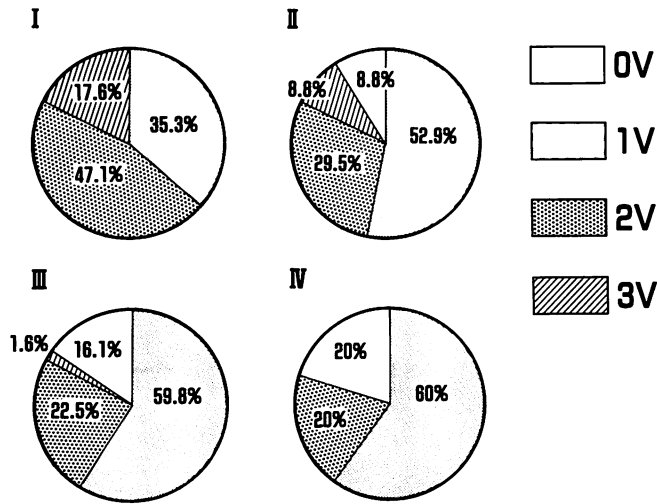 I
17.6%
35.3%
47.1%
II
8.8%
8.8%
52.9%
29.5%
0V
1V
2V
3V
III
1.6%
16.1%
59.8%
22.5%
IV
20%
60%
20%